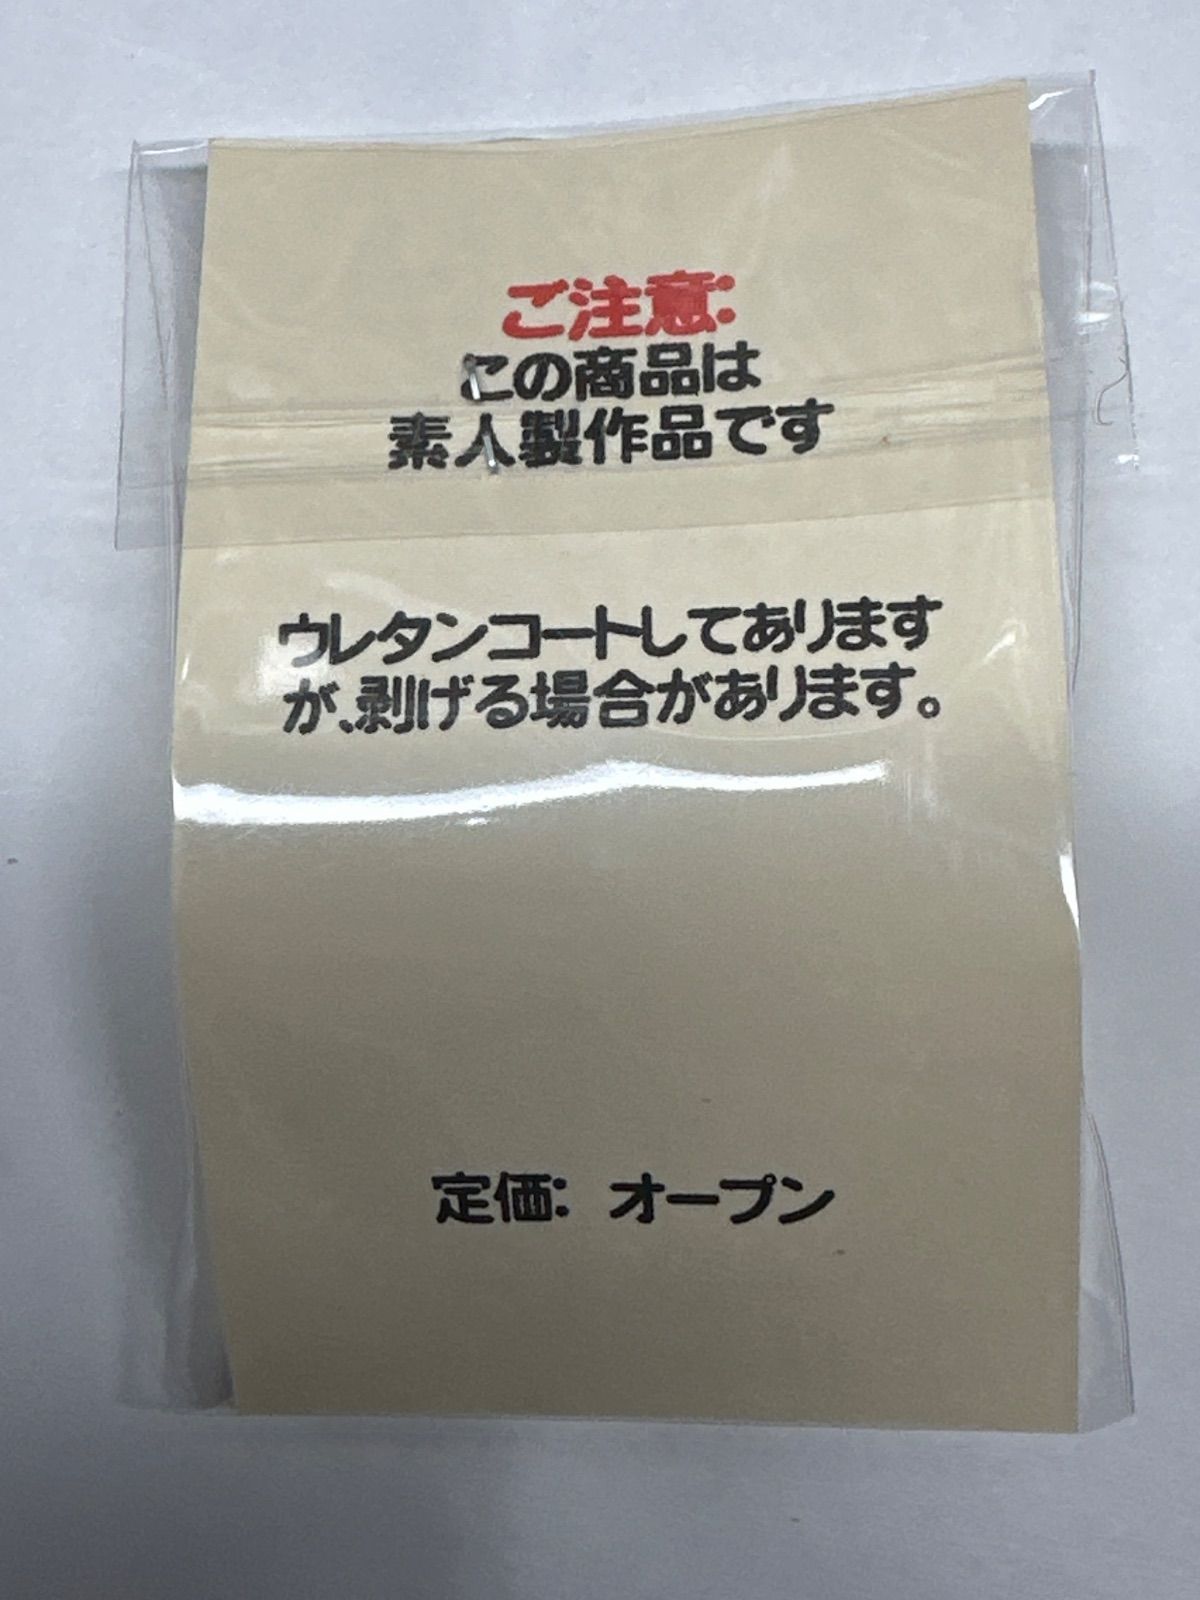 ご注意:
この商品は
素人製作品です
ウレタンコートしてあります
が、剥げる場合があります。
定価: オープン